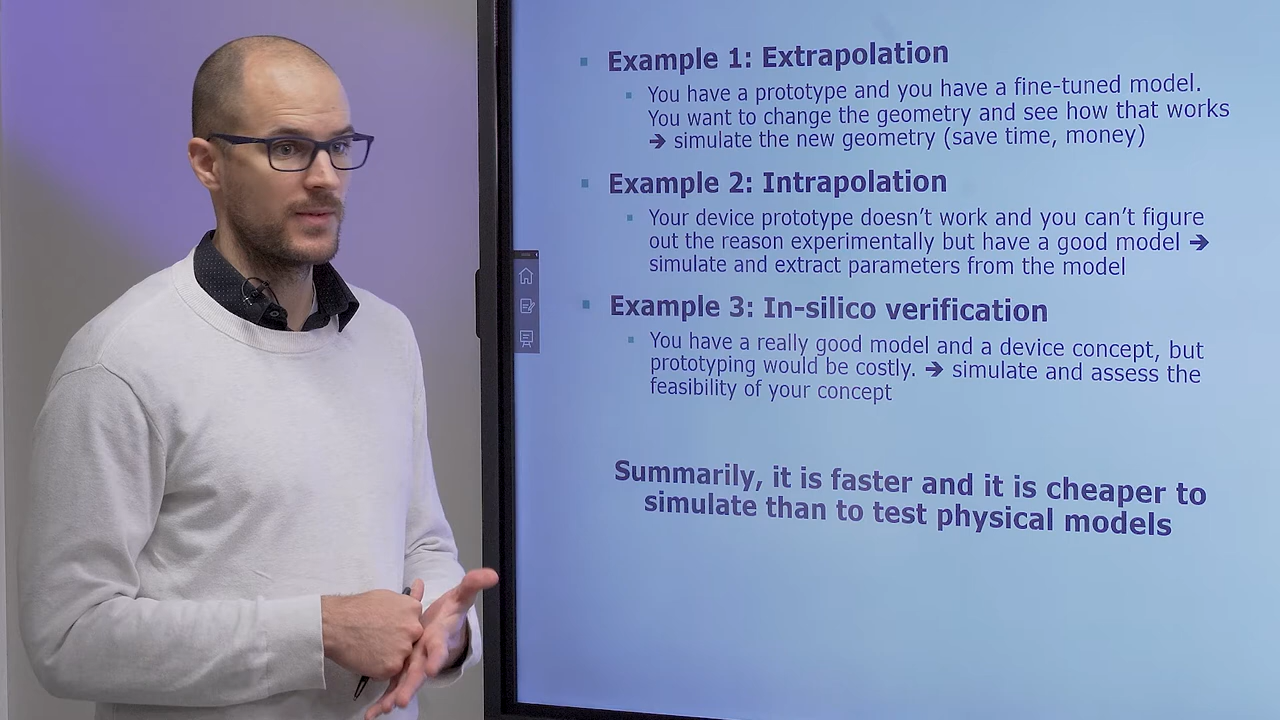 Example 1: Extrapolation
You have a prototype and you have a fine-tuned model.
You want to change the geometry and see how that works
➔ simulate the new geometry (save time, money)
Example 2: Intrapolation
Your device prototype doesn’t work and you can’t figure
out the reason experimentally but have a good model ➔
simulate and extract parameters from the model
Example 3: In-silico verification
You have a really good model and a device concept, but
prototyping would be costly. ➔ simulate and assess the
feasibility of your concept
Summarily, it is faster and it is cheaper to
simulate than to test physical models